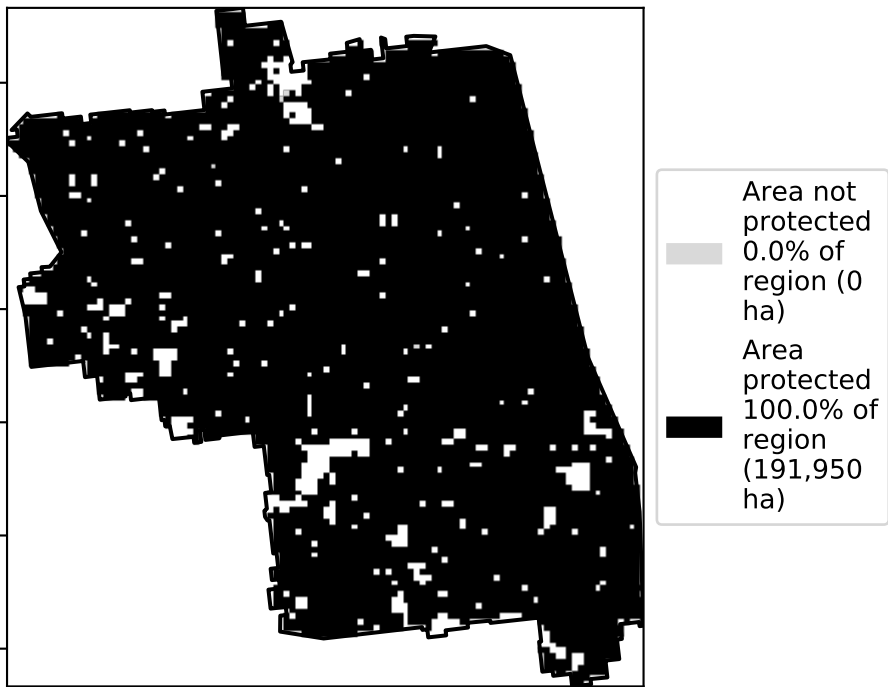 Area not
protected
0.0% of
region (0
ha)
Area
protected
100.0% of
region
(191,950
ha)